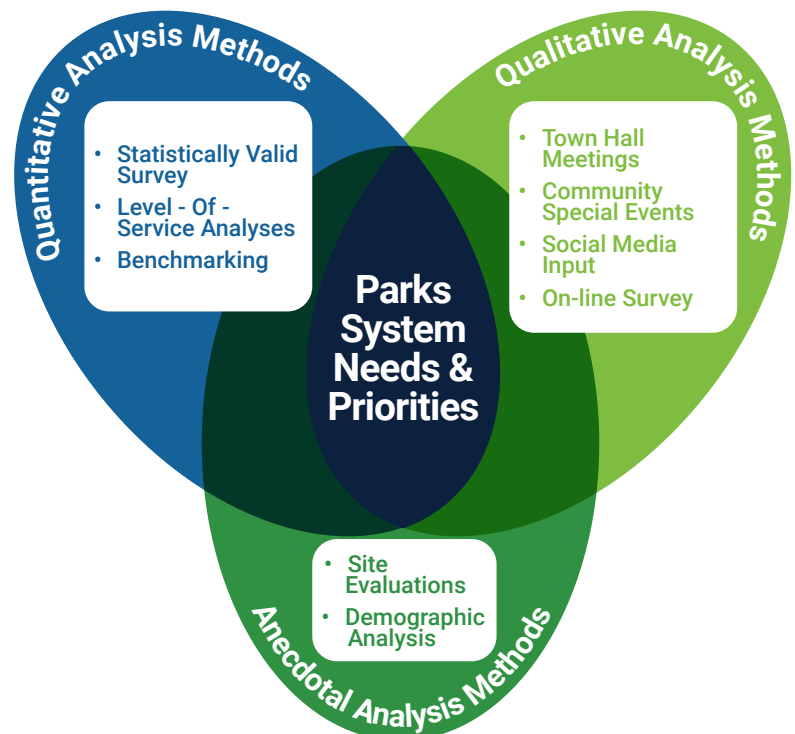 Quantitative Analysis Methods
• Statistically Valid
Survey
• Level - Of -
Service Analyses
• Benchmarking
Qualitative Analysis Methods
• Town Hall
Meetings
• Community
Special Events
• Social Media
Input
• On-line Survey
Parks
System
Needs &
Priorities
• Site
Evaluations
• Demographic
Analysis
Anecdotal Analysis Methods